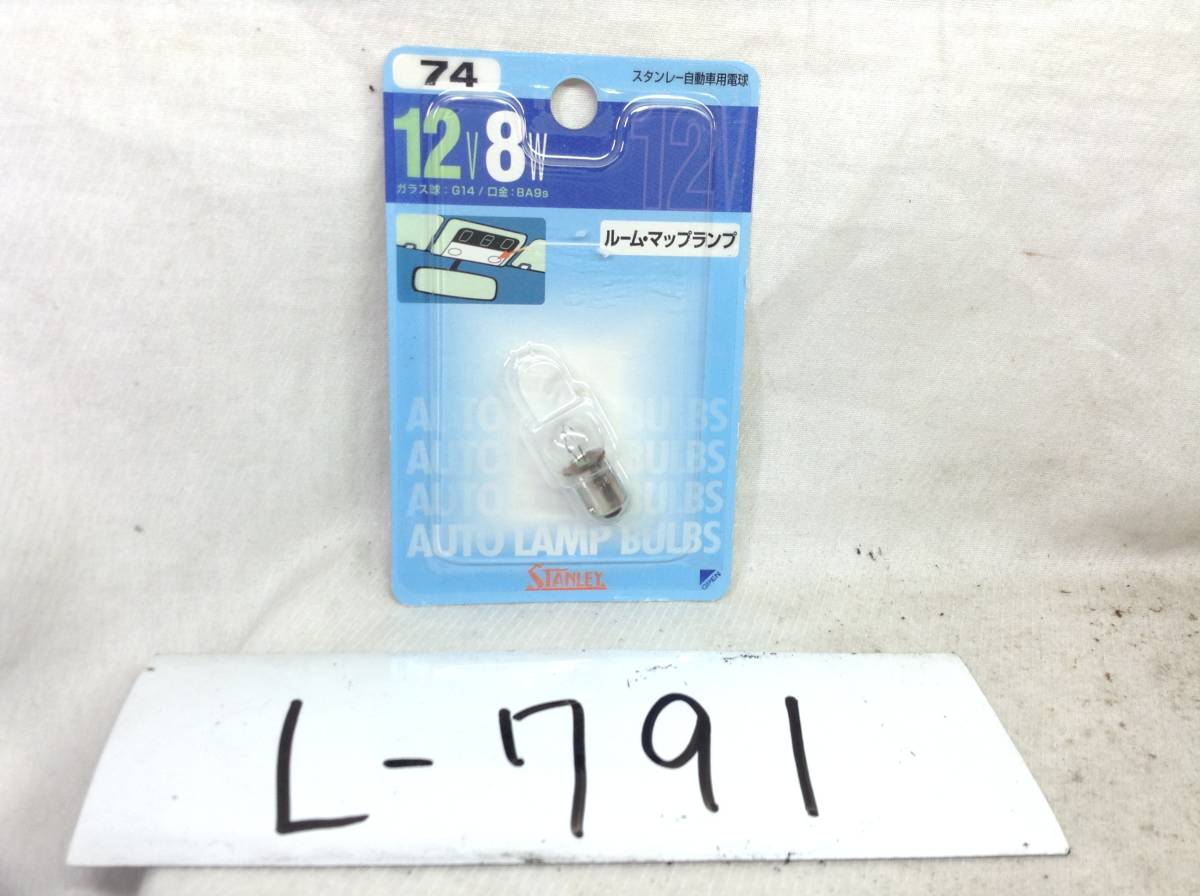 74
スタンレー自動車用電球
12V 8W
12V
ガラス球:G14/口金:BA9s
ルーム・マップランプ
AUTO BULBS
AUTO BULBS
AUTO BULBS
AUTO LAMP BULBS
STANLEY
OPEN
L-791